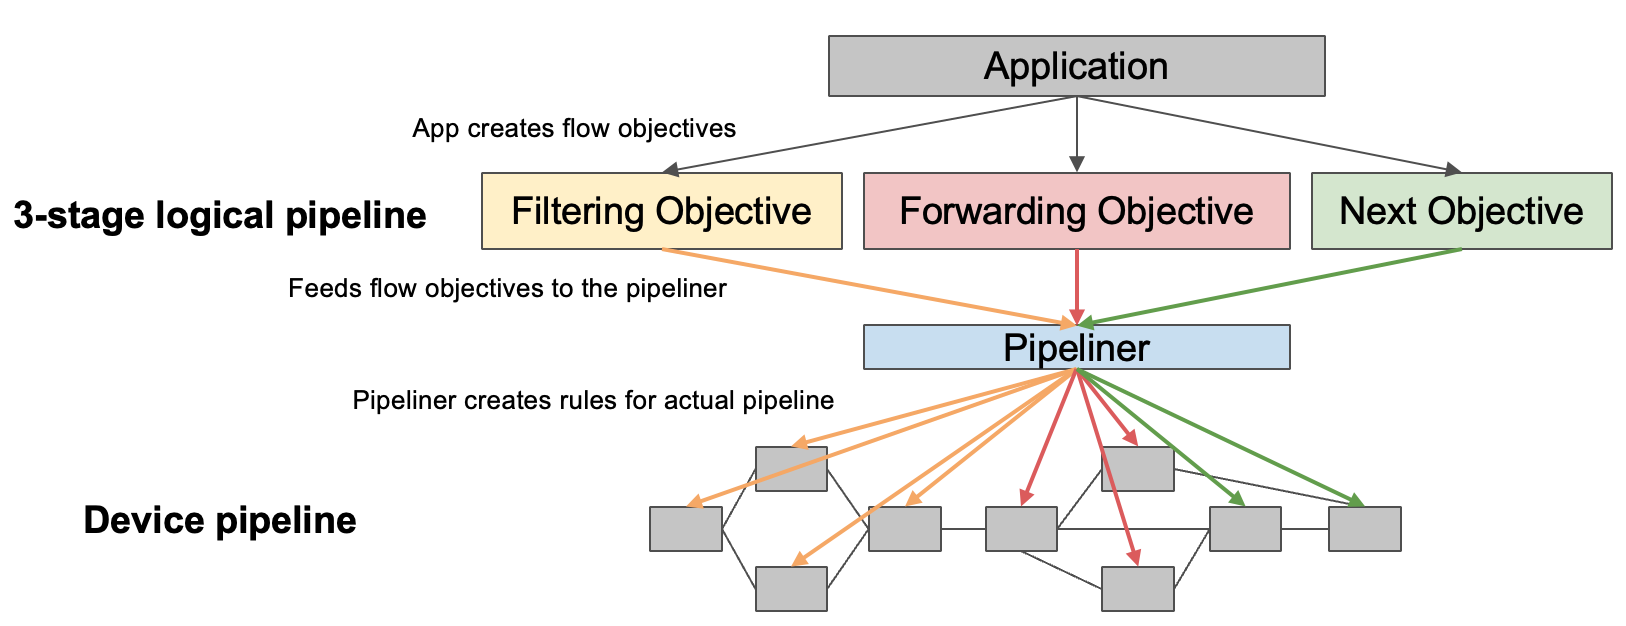 Application
App creates flow objectives
3-stage logical pipeline
Filtering Objective
Forwarding Objective
Next Objective
Feeds flow objectives to the pipeliner
Pipeliner
Pipeliner creates rules for actual pipeline
Device pipeline